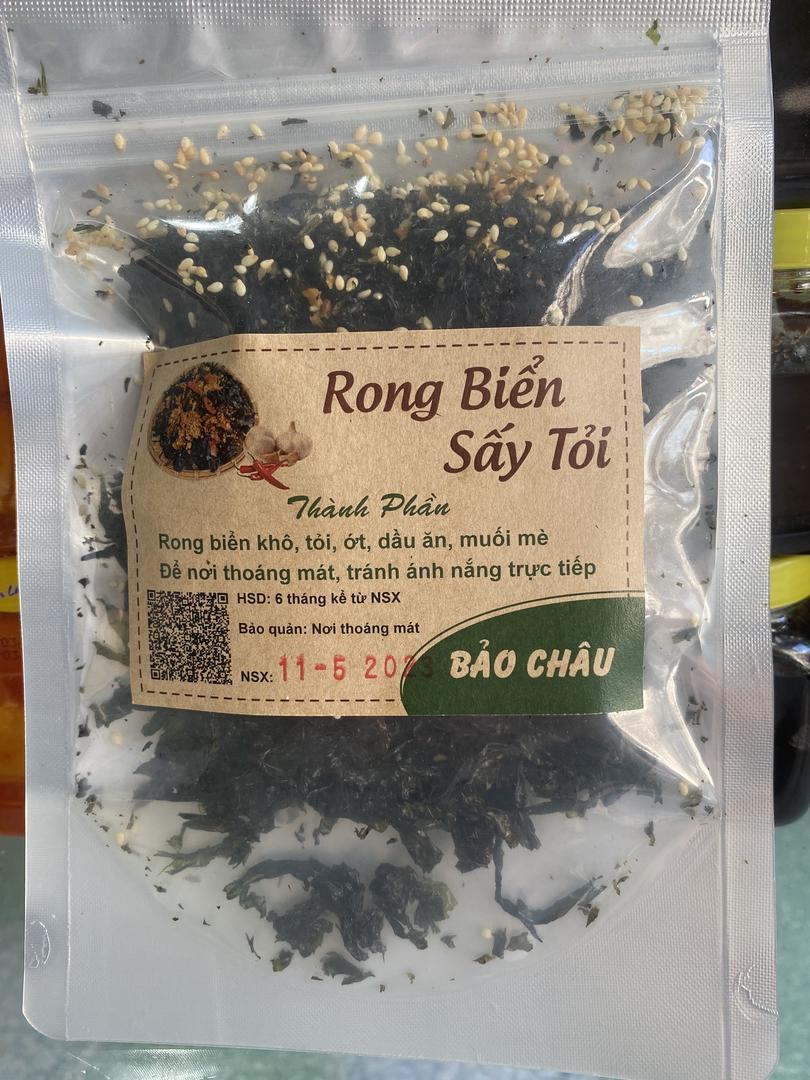 Rong Biển
Sấy Tỏi
Thành Phần
Rong biển khô, tỏi, ớt, dầu ăn, muối mè
Để nơi thoáng mát, tránh ánh nắng trực tiếp
HSD: 6 tháng kể từ NSX
Bảo quản: Nơi thoáng mát
NSX: 11-5 2023
BẢO CHÂU